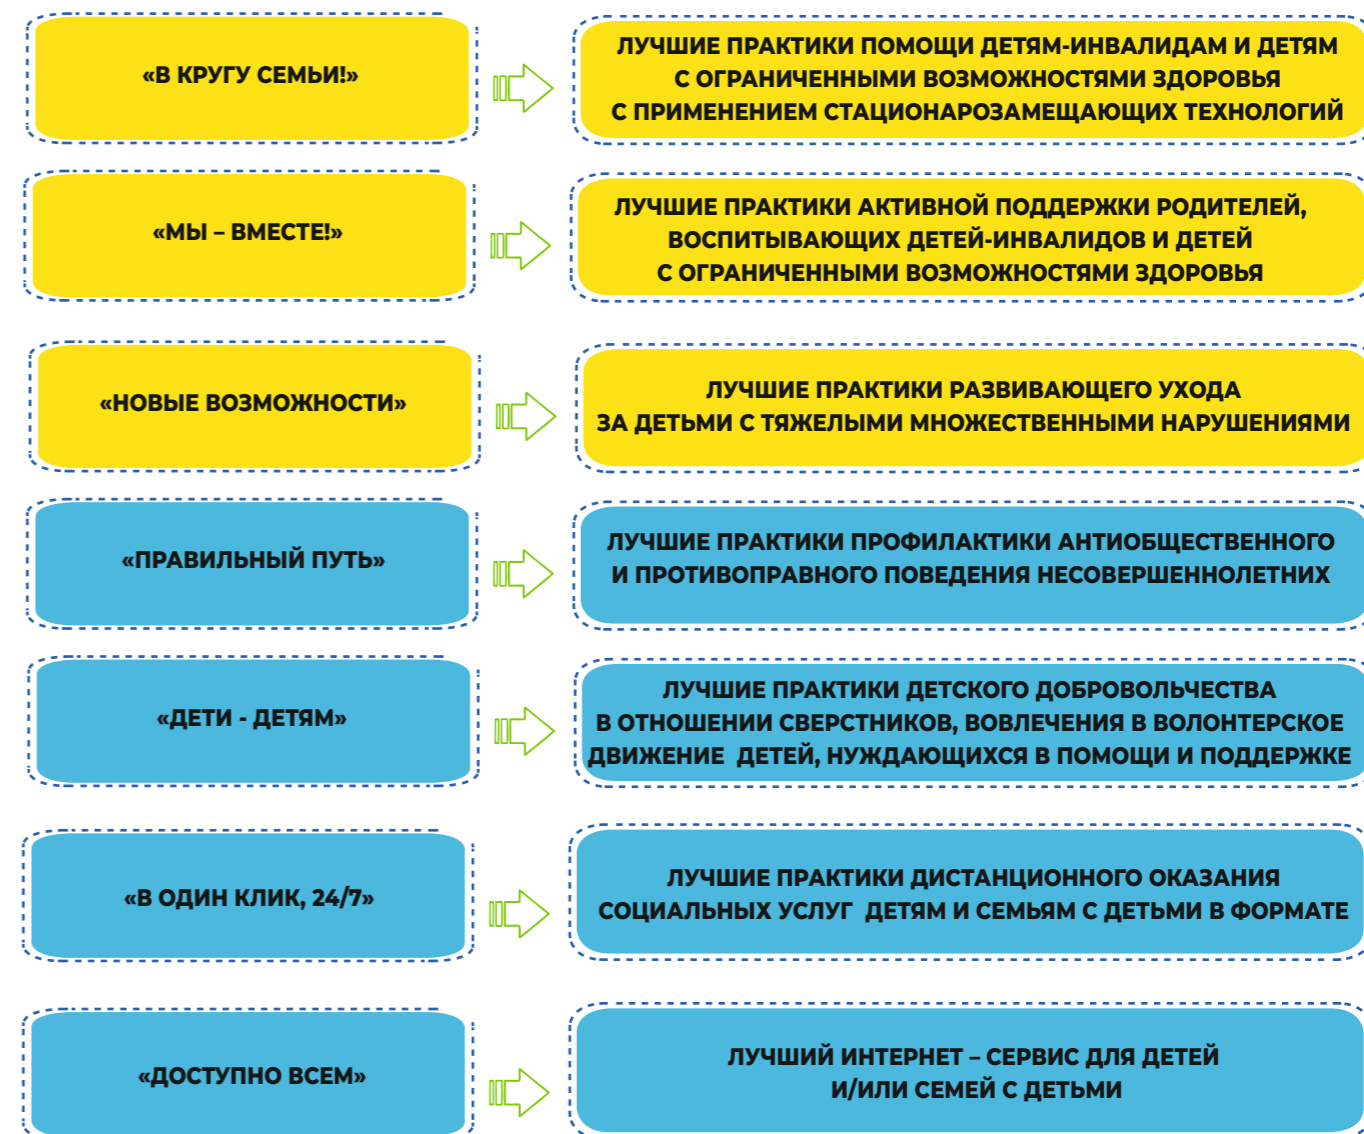 «В КРУГУ СЕМЬИ!»
ЛУЧШИЕ ПРАКТИКИ ПОМОЩИ ДЕТЯМ-ИНВАЛИДАМ И ДЕТЯМ
С ОГРАНИЧЕННЫМИ ВОЗМОЖНОСТЯМИ ЗДОРОВЬЯ
С ПРИМЕНЕНИЕМ СТАЦИОНАРОЗАМЕЩАЮЩИХ ТЕХНОЛОГИЙ
«МЫ – ВМЕСТЕ!»
ЛУЧШИЕ ПРАКТИКИ АКТИВНОЙ ПОДДЕРЖКИ РОДИТЕЛЕЙ,
ВОСПИТЫВАЮЩИХ ДЕТЕЙ-ИНВАЛИДОВ И ДЕТЕЙ
С ОГРАНИЧЕННЫМИ ВОЗМОЖНОСТЯМИ ЗДОРОВЬЯ
«НОВЫЕ ВОЗМОЖНОСТИ»
ЛУЧШИЕ ПРАКТИКИ РАЗВИВАЮЩЕГО УХОДА
ЗА ДЕТЬМИ С ТЯЖЕЛЫМИ МНОЖЕСТВЕННЫМИ НАРУШЕНИЯМИ
«ПРАВИЛЬНЫЙ ПУТЬ»
ЛУЧШИЕ ПРАКТИКИ ПРОФИЛАКТИКИ АНТИОБЩЕСТВЕННОГО
И ПРОТИВОПРАВНОГО ПОВЕДЕНИЯ НЕСОВЕРШЕННОЛЕТНИХ
«ДЕТИ - ДЕТЯМ»
ЛУЧШИЕ ПРАКТИКИ ДЕТСКОГО ДОБРОВОЛЬЧЕСТВА
В ОТНОШЕНИИ СВЕРСТНИКОВ, ВОВЛЕЧЕНИЯ В ВОЛОНТЕРСКОЕ
ДВИЖЕНИЕ ДЕТЕЙ, НУЖДАЮЩИХСЯ В ПОМОЩИ И ПОДДЕРЖКЕ
«В ОДИН КЛИК, 24/7»
ЛУЧШИЕ ПРАКТИКИ ДИСТАНЦИОННОГО ОКАЗАНИЯ
СОЦИАЛЬНЫХ УСЛУГ ДЕТЯМ И СЕМЬЯМ С ДЕТЬМИ В ФОРМАТЕ
«ДОСТУПНО ВСЕМ»
ЛУЧШИЙ ИНТЕРНЕТ – СЕРВИС ДЛЯ ДЕТЕЙ
И/ИЛИ СЕМЕЙ С ДЕТЬМИ